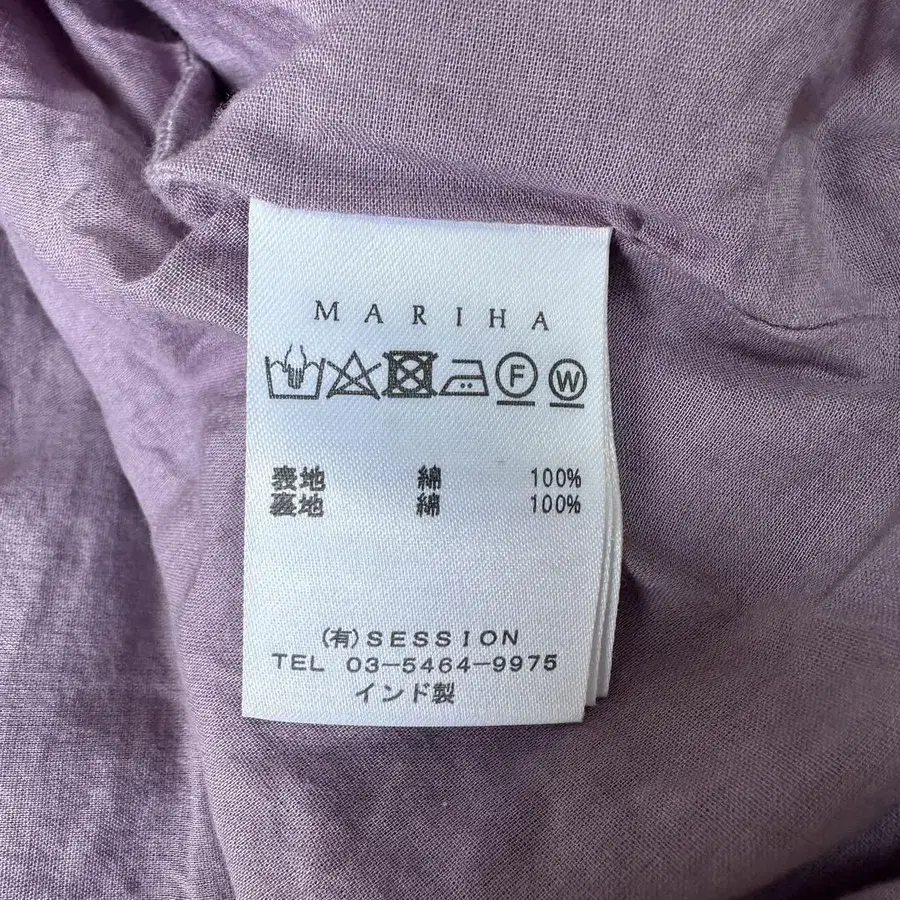 MARIHA
F W
表地 綿 100%
裏地 綿 100%
(有)SESSION
TEL 03-5464-9975
インド製